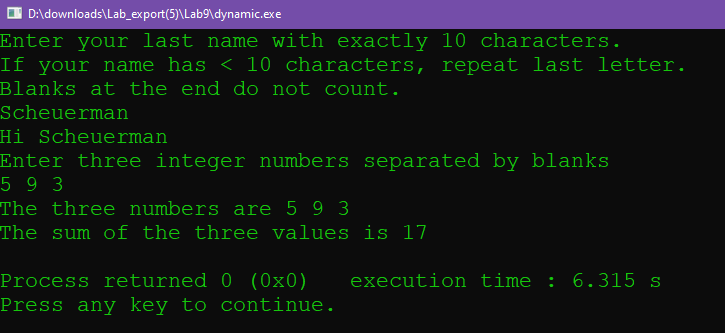 D:\downloads\Lab_export(5)\Lab9\dynamic.exe
Enter your last name with exactly 10 characters.
If your name has < 10 characters, repeat last letter.
Blanks at the end do not count.
Scheuerman
Hi Scheuerman
Enter three integer numbers separated by blanks
5 9 3
The three numbers are 5 9 3
The sum of the three values is 17
Process returned 0 (0x0)   execution time : 6.315 s
Press any key to continue.